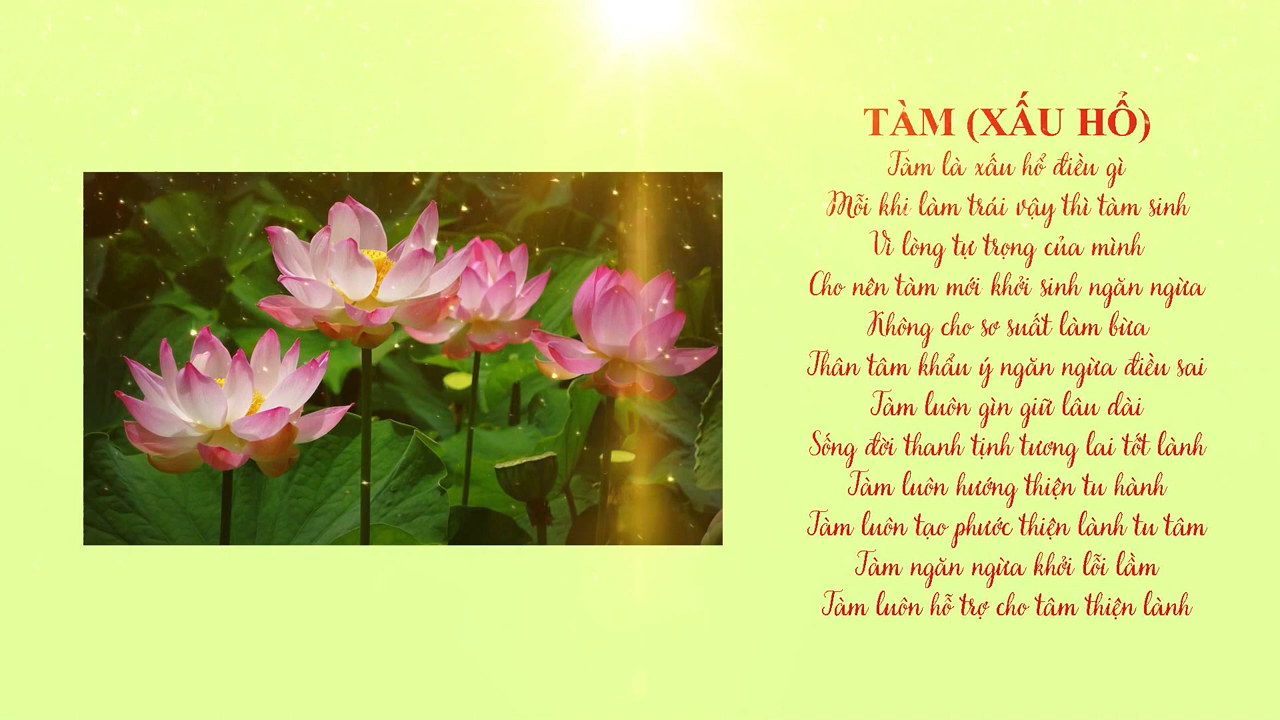 TÀM (XẤU HỔ)
Tàm là xấu hổ điều gì
Mỗi khi làm trái vậy thì tàm sinh
Vì lòng tự trọng của mình
Cho nên tàm mới khởi sinh ngăn ngừa
Không cho sơ suất làm bừa
Thân tâm khẩu ý ngăn ngừa điều sai
Tàm luôn gìn giữ lâu dài
Sống đời thanh tịnh tương lai tốt lành
Tàm luôn hướng thiện tu hành
Tàm luôn tạo phước thiện lành tu tâm
Tàm ngăn ngừa khởi lỗi lầm
Tàm luôn hỗ trợ cho tâm thiện lành